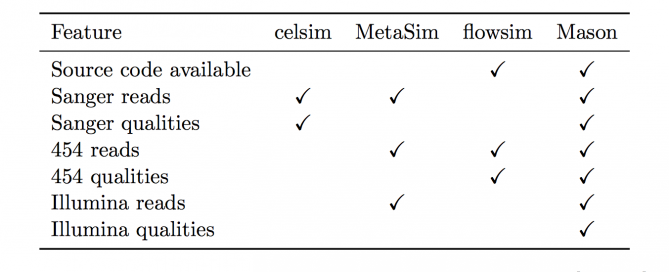 Feature celsim MetaSim flowsim Mason
Source code available ✓ ✓
Sanger reads ✓ ✓ ✓
Sanger qualities ✓ ✓
454 reads ✓ ✓ ✓
454 qualities ✓ ✓
Illumina reads ✓ ✓
Illumina qualities ✓